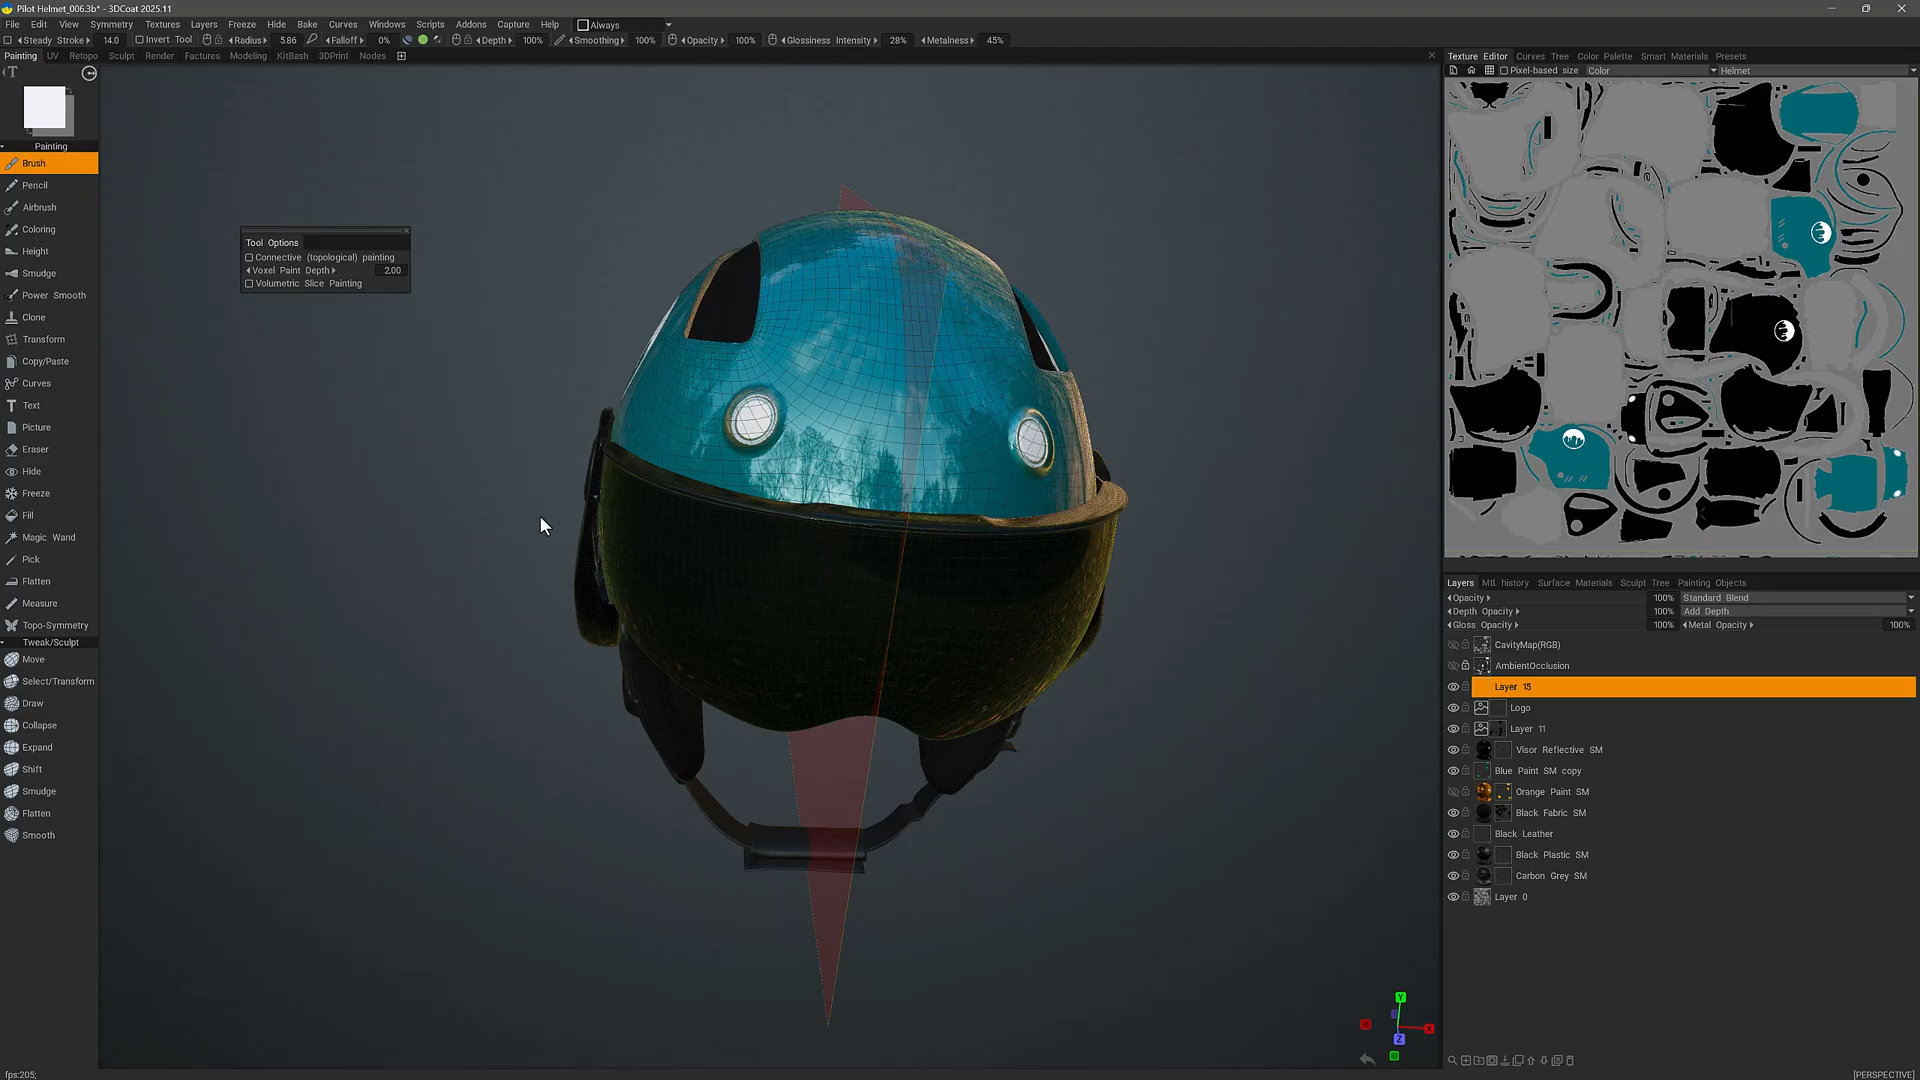 Pilot Helmet_006.3b* - 3DCoat 2025.11
File Edit View Symmetry Textures Layers Freeze Hide Bake Curves Windows Scripts Addons Capture Help Always
Steady Stroke 14.0 Invert Tool Radius 5.86 Falloff 0% Depth 100% Smoothing 100% Opacity 100% Glossiness Intensity 28% Metalness 45%
Painting UV Retopo Sculpt Render Factures Modeling KitBash 3DPrint Nodes
T
Painting
Brush
Pencil
Airbrush
Coloring
Height
Smudge
Power Smooth
Clone
Transform
Copy/Paste
Curves
Text
Picture
Eraser
Hide
Freeze
Fill
Magic Wand
Pick
Flatten
Measure
Topo-Symmetry
Tweak/Sculpt
Move
Select/Transform
Draw
Collapse
Expand
Shift
Smudge
Flatten
Smooth
fps:205;
Tool Options
Connective (topological) painting
Voxel Paint Depth 2.00
Volumetric Slice Painting
Y
X
Z
Texture Editor Curves Tree Color Palette Smart Materials Presets
Pixel-based size Color Helmet
Layers Mtl. history Surface Materials Sculpt Tree Painting Objects
Opacity 100% Standard Blend
Depth Opacity 100% Add Depth
Gloss Opacity 100% Metal Opacity 100%
CavityMap(RGB)
AmbientOcclusion
Layer 15
Logo
Layer 11
Visor Reflective SM
Blue Paint SM copy
Orange Paint SM
Black Fabric SM
Black Leather
Black Plastic SM
Carbon Grey SM
Layer 0
[PERSPECTIVE]